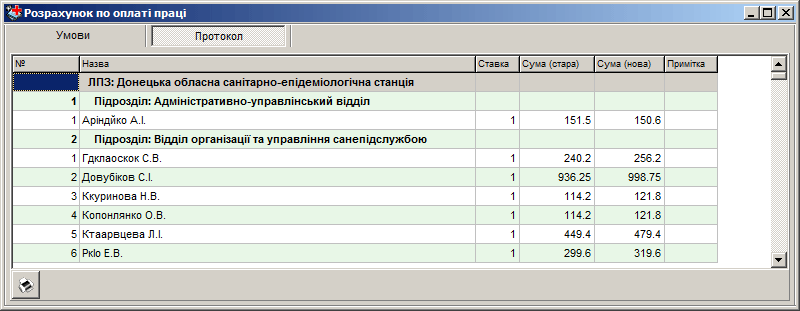 Розрахунок по оплаті праці
Умови Протокол
№ Назва Ставка Сума (стара) Сума (нова) Примітка
ЛПЗ: Донецька обласна санітарно-епідеміологічна станція
1 Підрозділ: Адміністративно-управлінський відділ
1 Аріндйко А.І. 1 151.5 150.6
2 Підрозділ: Відділ організації та управління санепідслужбою
1 Гдклаоскок С.В. 1 240.2 256.2
2 Довубіков С.І. 1 936.25 998.75
3 Ккуринова Н.В. 1 114.2 121.8
4 Копонлянко О.В. 1 114.2 121.8
5 Ктаарвцева Л.І. 1 449.4 479.4
6 Ркіо Е.В. 1 299.6 319.6